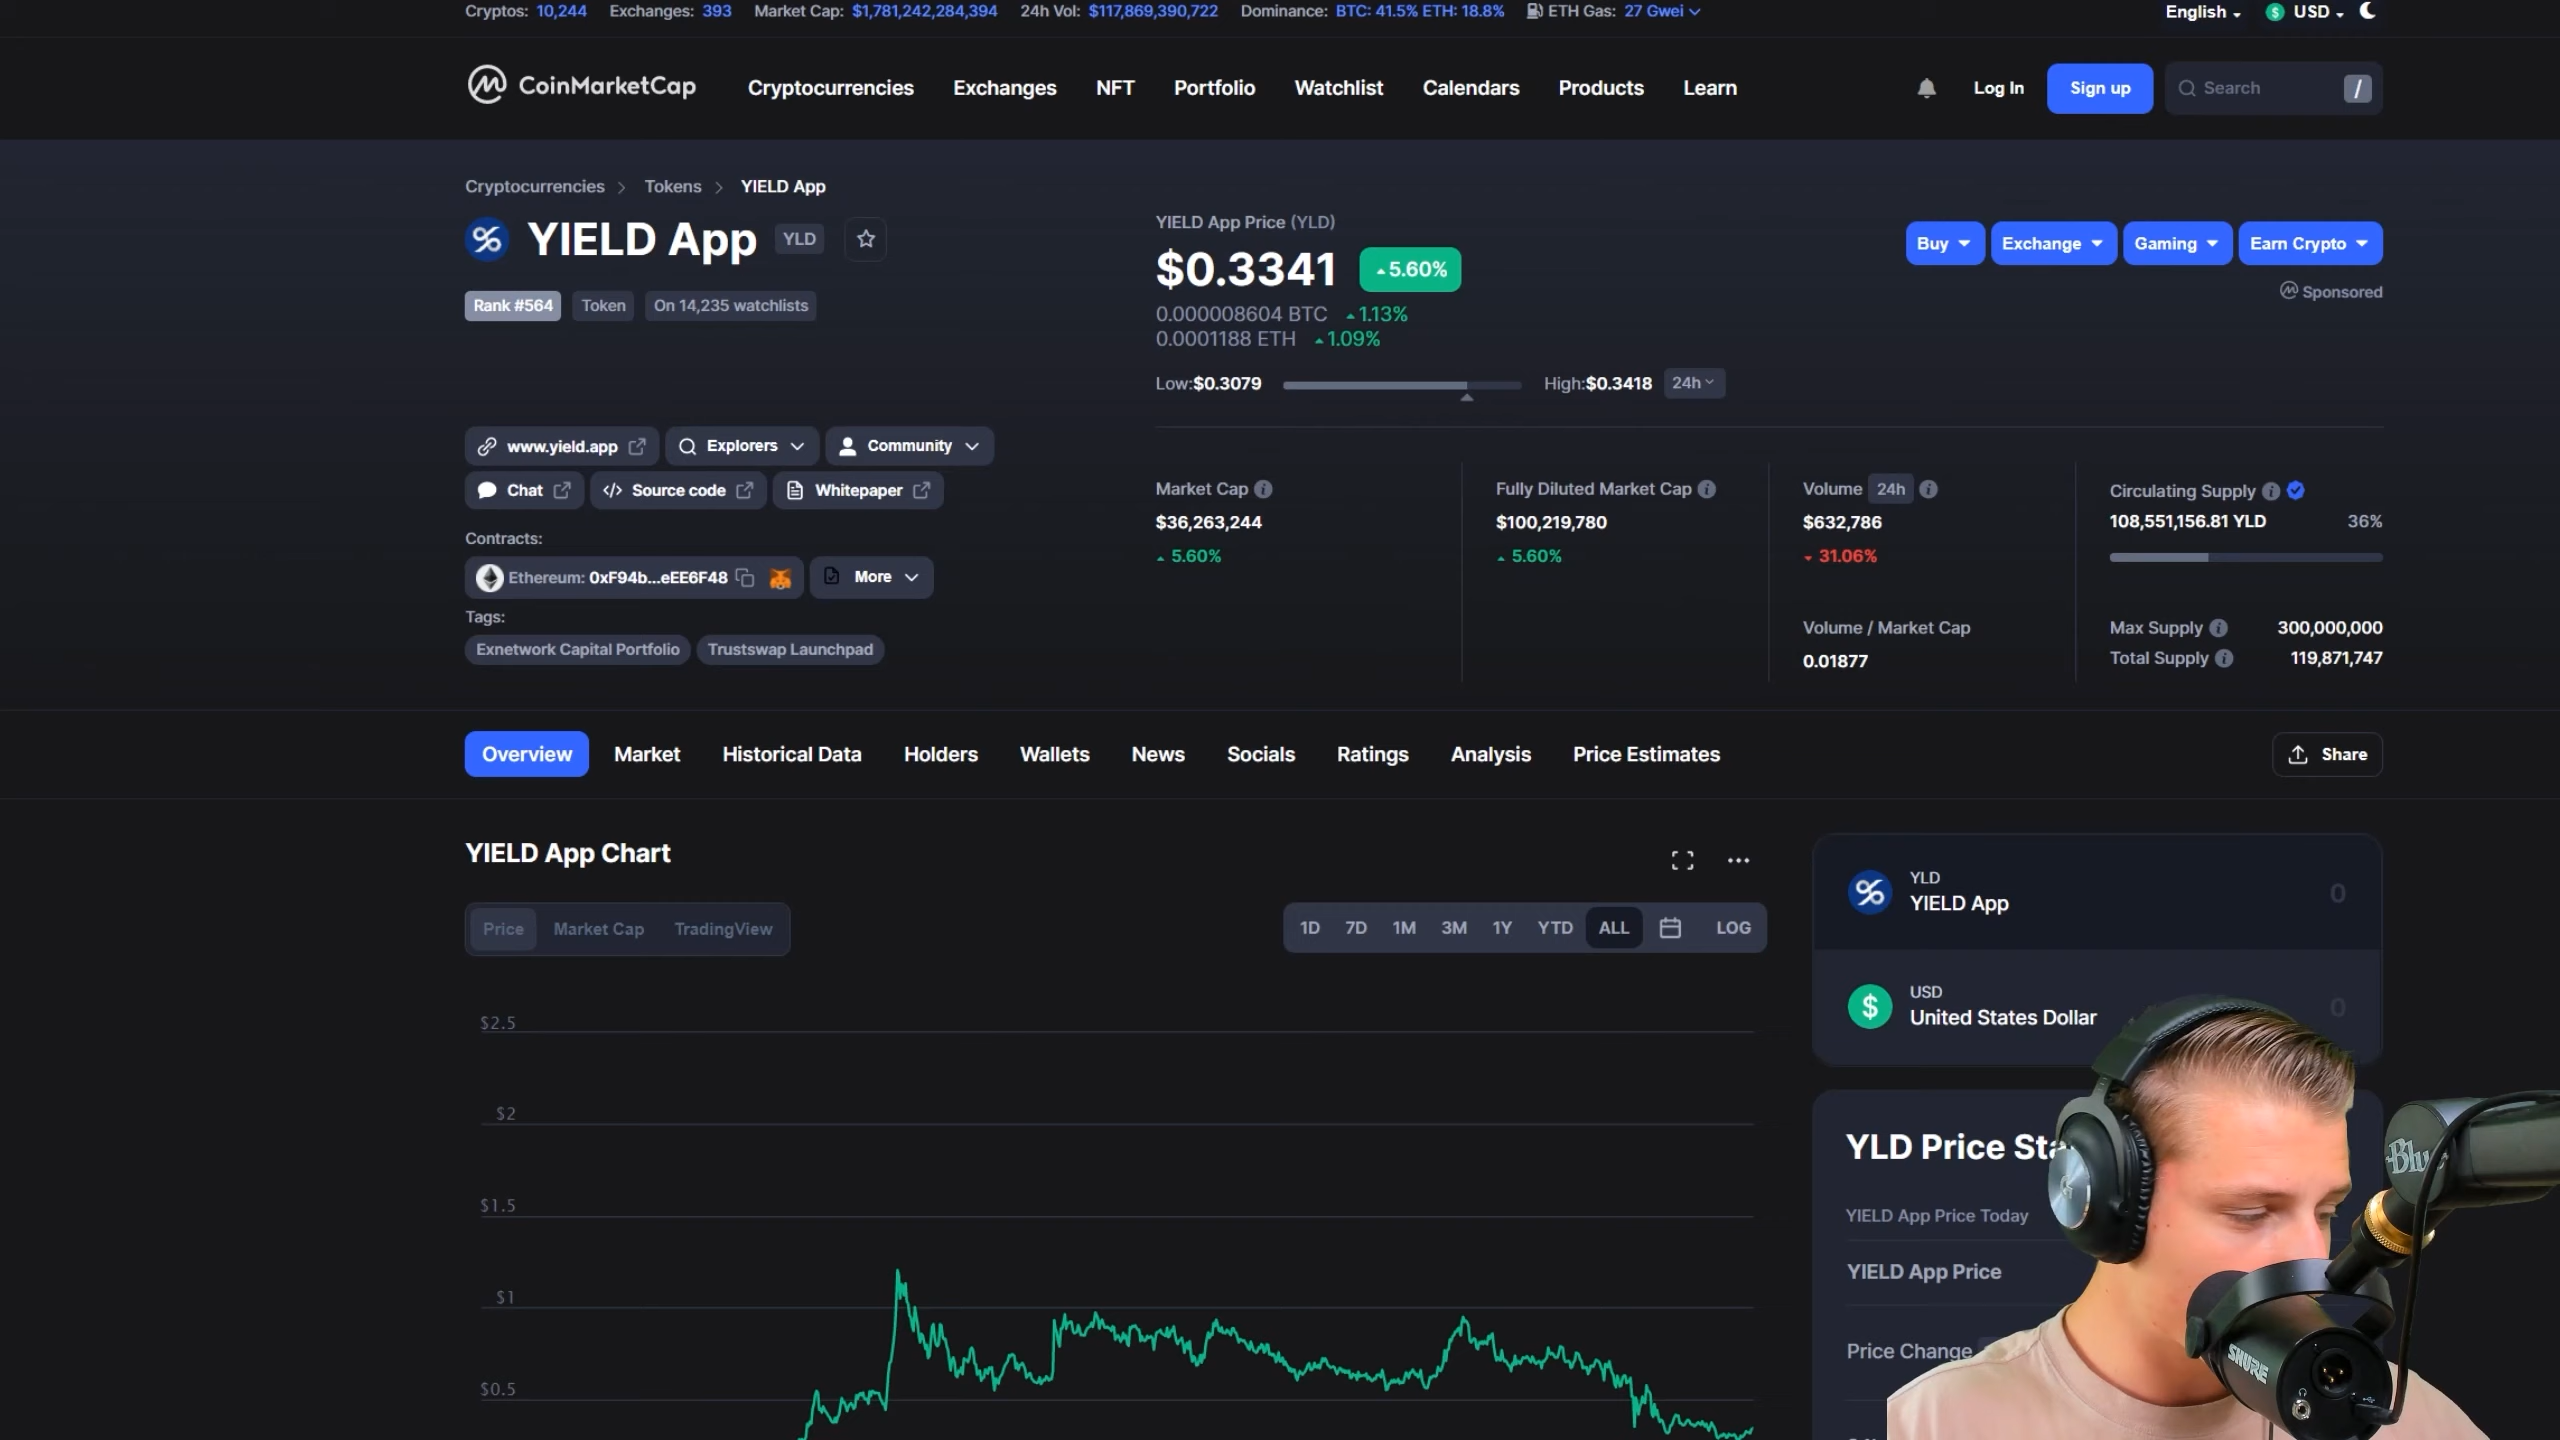 Cryptos: 10,244 Exchanges: 393 Market Cap: $1,781,242,284,394 24h Vol: $117,869,390,722 Dominance: BTC: 41.5% ETH: 18.8% ETH Gas: 27 Gwei English USD
CoinMarketCap Cryptocurrencies Exchanges NFT Portfolio Watchlist Calendars Products Learn Log In Sign up Search /
Cryptocurrencies > Tokens > YIELD App
YIELD App YLD
Rank #564 Token On 14,235 watchlists
www.yield.app Explorers Community
Chat Source code Whitepaper
Contracts:
Ethereum: 0xF94b...eEE6F48 More
Tags:
Exnetwork Capital Portfolio Trustswap Launchpad
YIELD App Price (YLD)
$0.3341 5.60%
0.000008604 BTC 1.13%
0.0001188 ETH 1.09%
Low:$0.3079 High:$0.3418 24h
Buy Exchange Gaming Earn Crypto
Sponsored
Market Cap
$36,263,244
5.60%
Fully Diluted Market Cap
$100,219,780
5.60%
Volume 24h
$632,786
31.06%
Volume / Market Cap
0.01877
Circulating Supply
108,551,156.81 YLD 36%
Max Supply 300,000,000
Total Supply 119,871,747
Overview Market Historical Data Holders Wallets News Socials Ratings Analysis Price Estimates Share
YIELD App Chart
Price Market Cap TradingView 1D 7D 1M 3M 1Y YTD ALL LOG
$2.5
$2
$1.5
$1
$0.5
YLD
YIELD App 0
USD
United States Dollar 0
YLD Price Sta
YIELD App Price Today
YIELD App Price
Price Change
Blue
SHURE